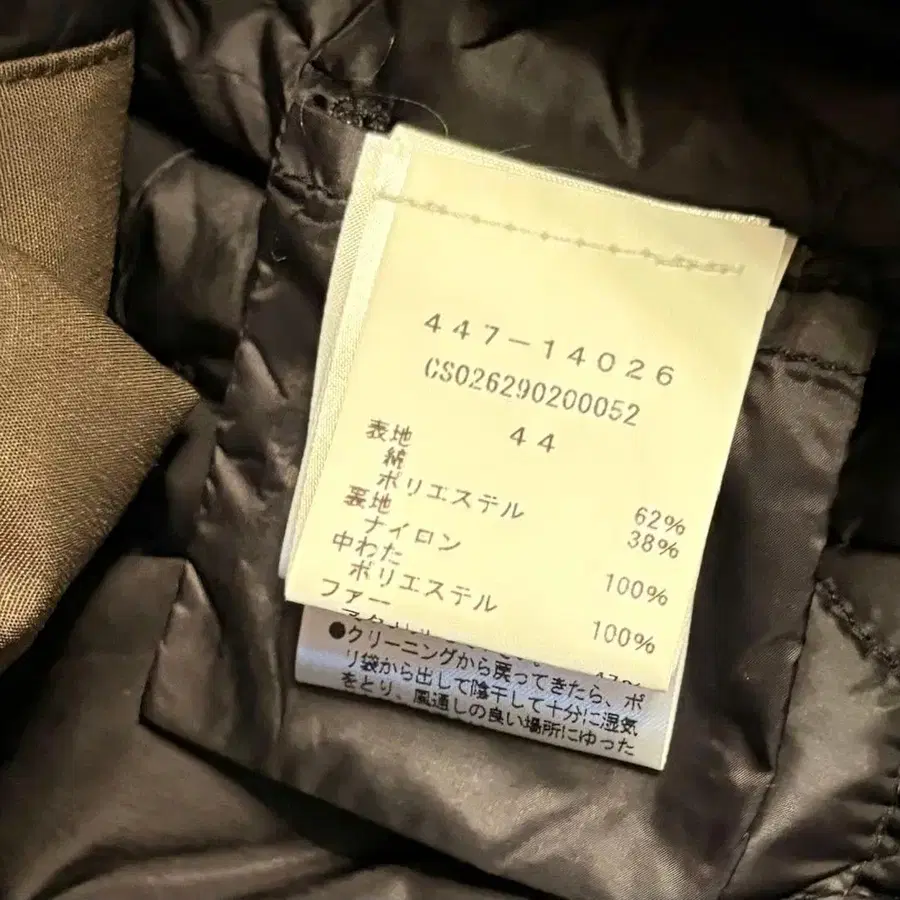 447-14026
CS026290200052
44
表地
綿 62%
ポリエステル 38%
裏地
ナイロン 100%
中わた
ポリエステル 100%
ファー
●クリーニングから戻ってきたら、ポ
リ袋から出して陰干しして十分に湿気
をとり、風通しの良い場所にゆった